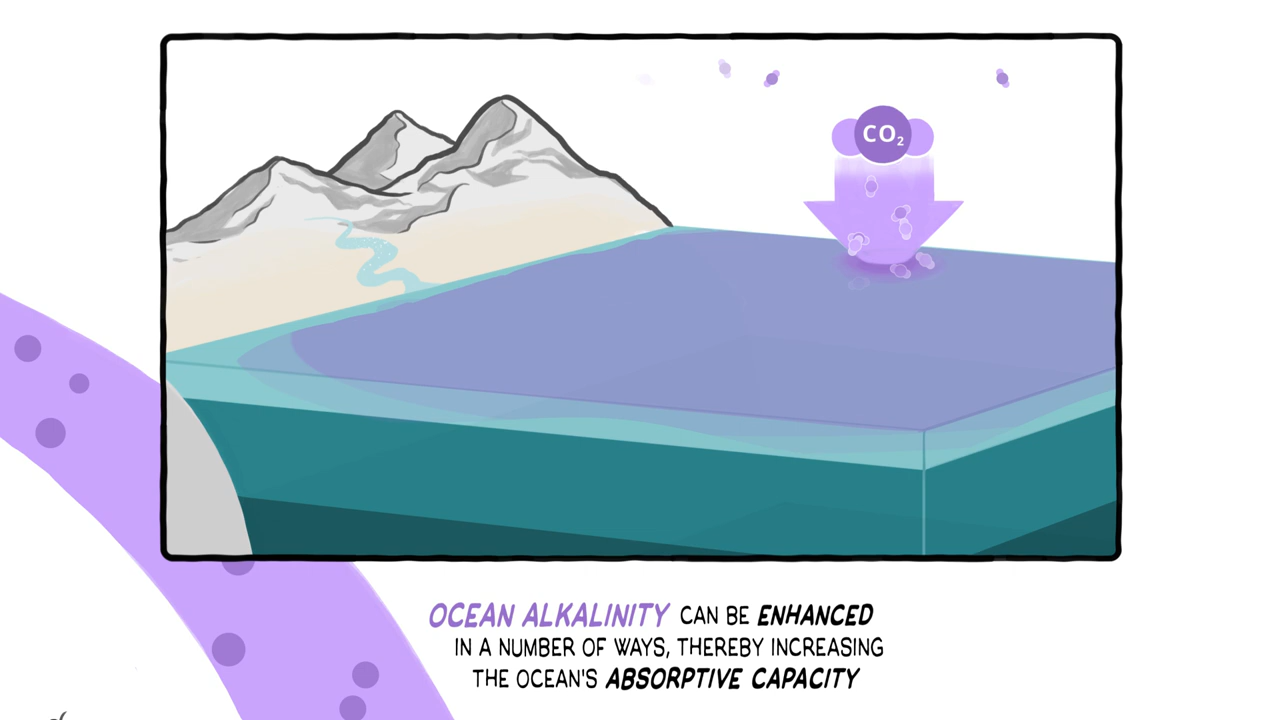 CO₂
OCEAN ALKALINITY CAN BE ENHANCED
IN A NUMBER OF WAYS, THEREBY INCREASING
THE OCEAN'S ABSORPTIVE CAPACITY